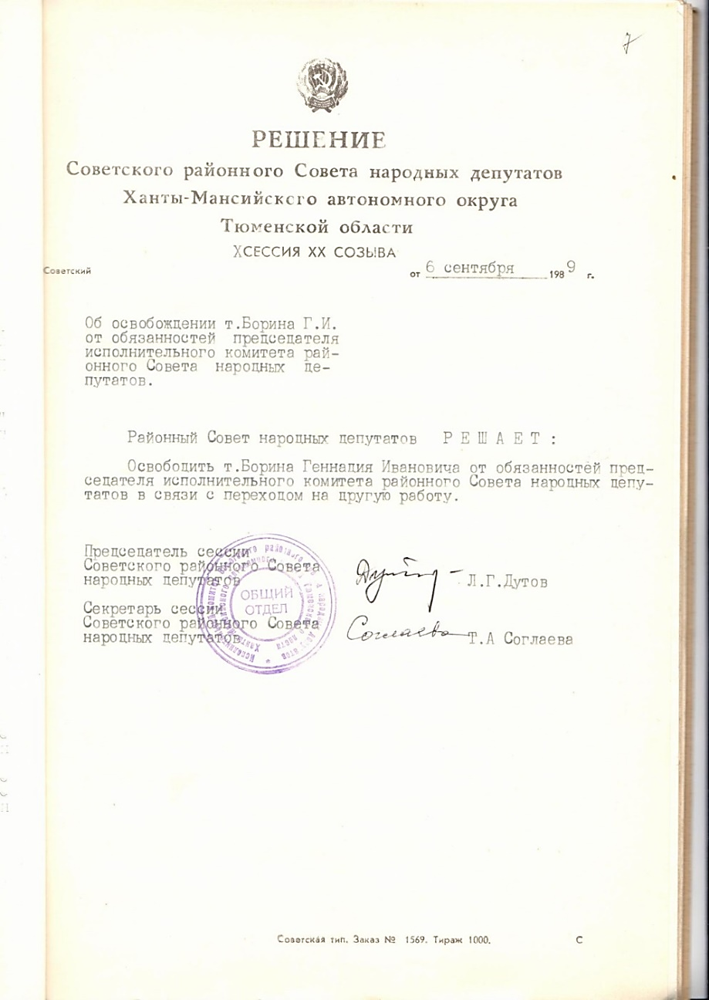 7
РЕШЕНИЕ
Советского районного Совета народных депутатов
Ханты-Мансийского автономного округа
Тюменской области
XСЕССИЯ XX СОЗЫВА
Советский
от 6 сентября 1989 г.
Об освобождении т.Борина Г.И.
от обязанностей председателя
исполнительного комитета рай-
онного Совета народных де-
путатов.
Районный Совет народных депутатов Р Е Ш А Е Т :
Освободить т.Борина Геннадия Ивановича от обязанностей пред-
седателя исполнительного комитета районного Совета народных депу-
татов в связи с переходом на другую работу.
Председатель сессии
Советского районного Совета
народных депутатов
Л.Г.Дутов
Секретарь сессии
Советского районного Совета
народных депутатов
Соглаева
Т.А Соглаева
ОБЩИЙ
ОТДЕЛ
Советская тип. Заказ № 1569. Тираж 1000.
С